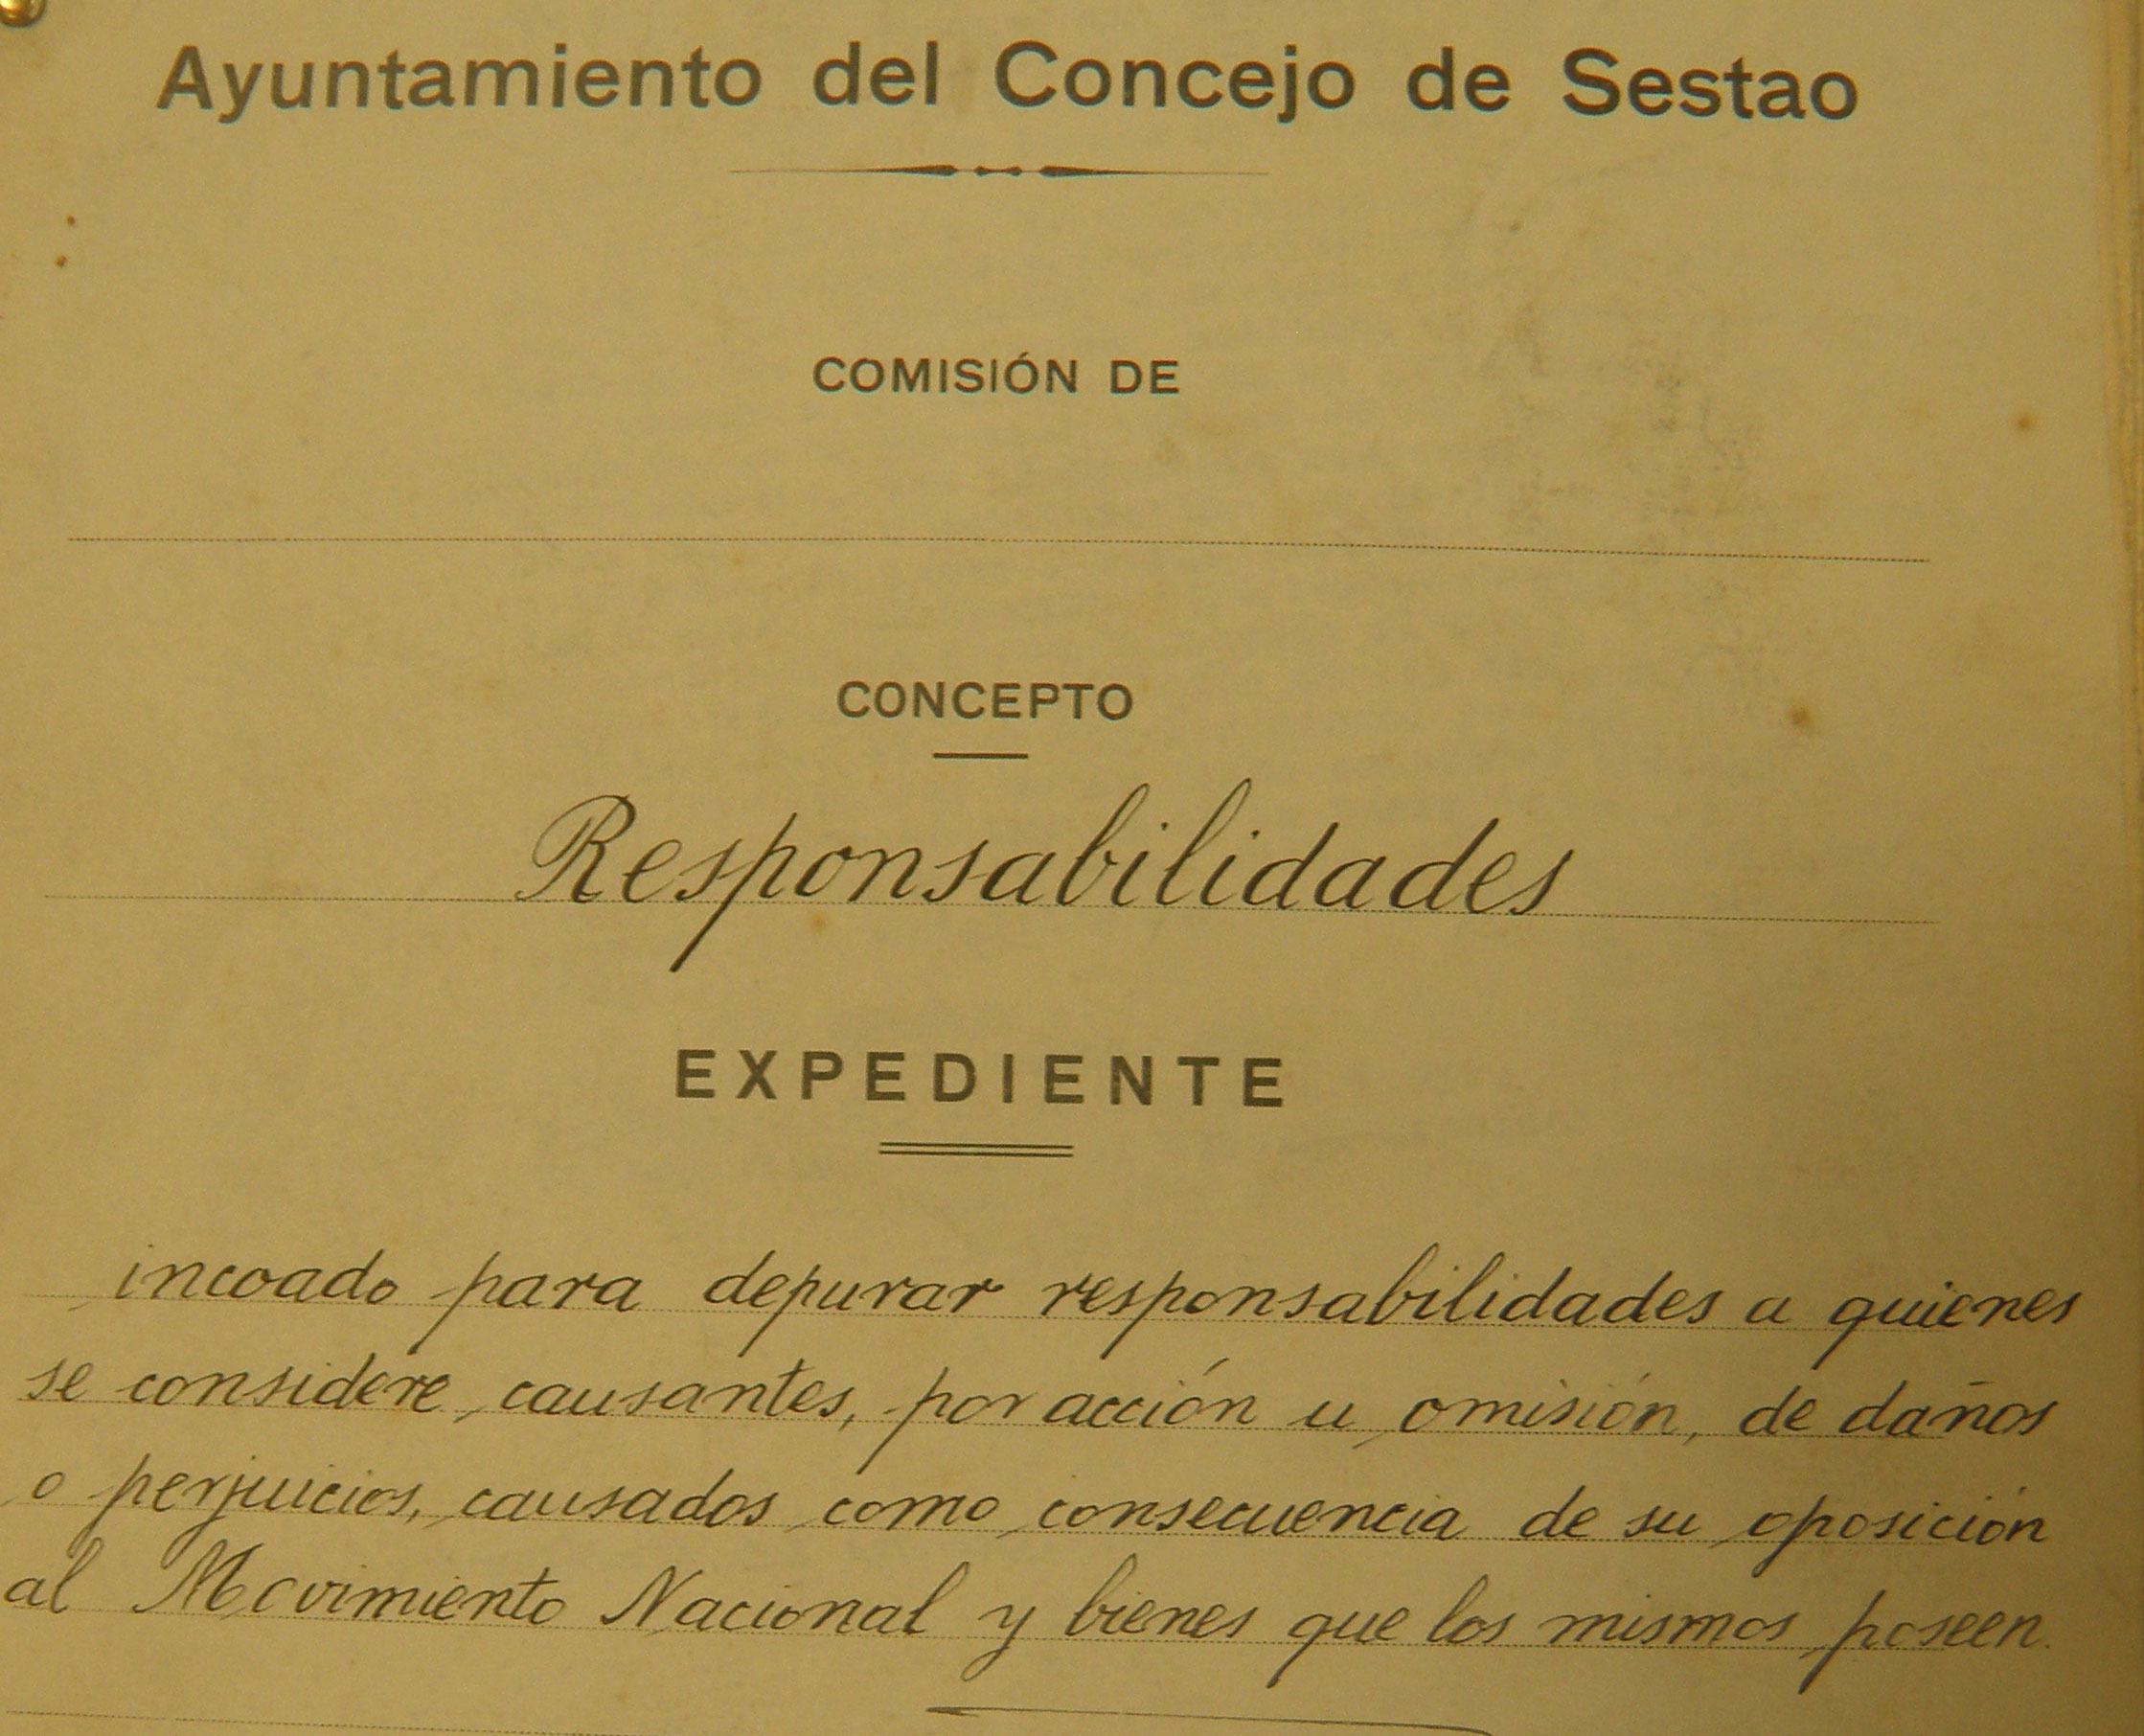 Ayuntamiento del Concejo de Sestao
COMISIÓN DE
CONCEPTO
Responsabilidades
EXPEDIENTE
incoado para depurar responsabilidades a quienes
se considere causantes, por acción u omisión, de daños
o perjuicios, causados como consecuencia de su oposición
al Movimiento Nacional y bienes que los mismos poseen.